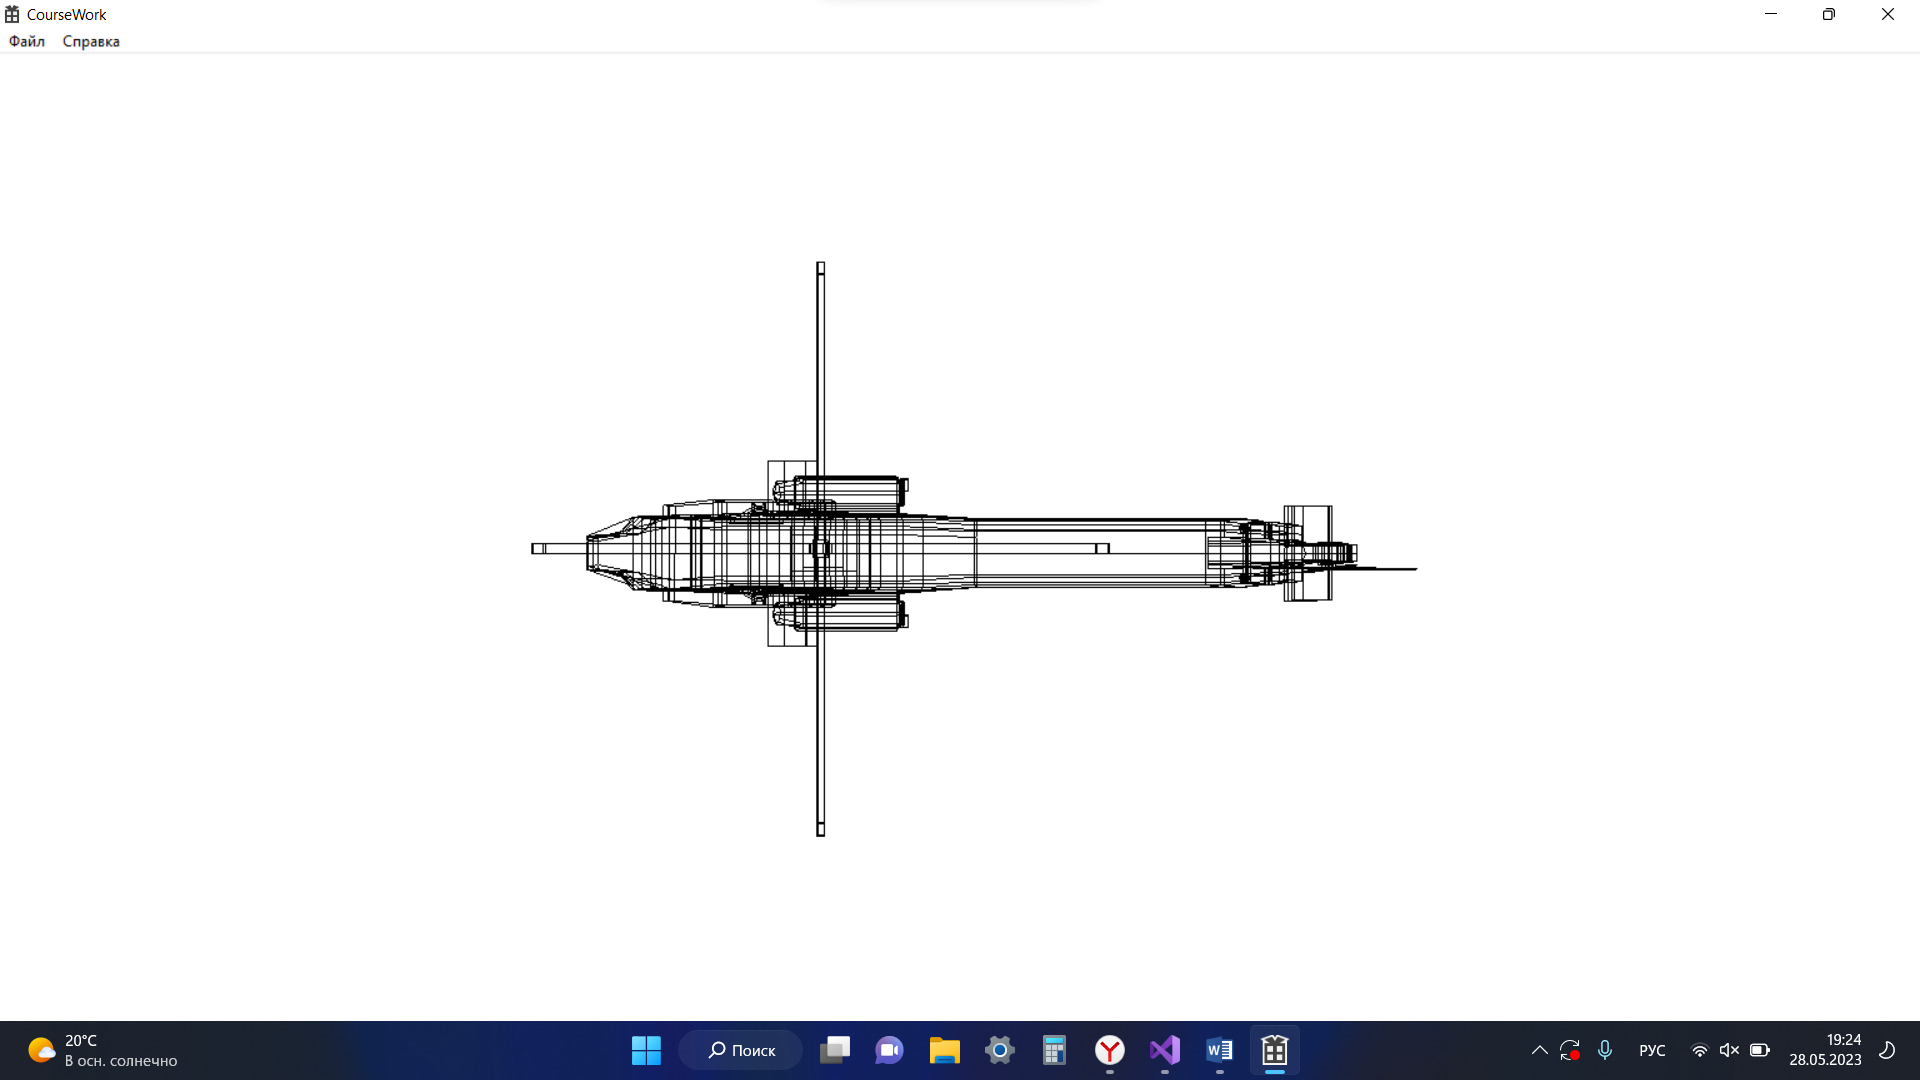 CourseWork
Файл Справка
20°C
В осн. солнечно
Поиск
РУС
19:24
28.05.2023